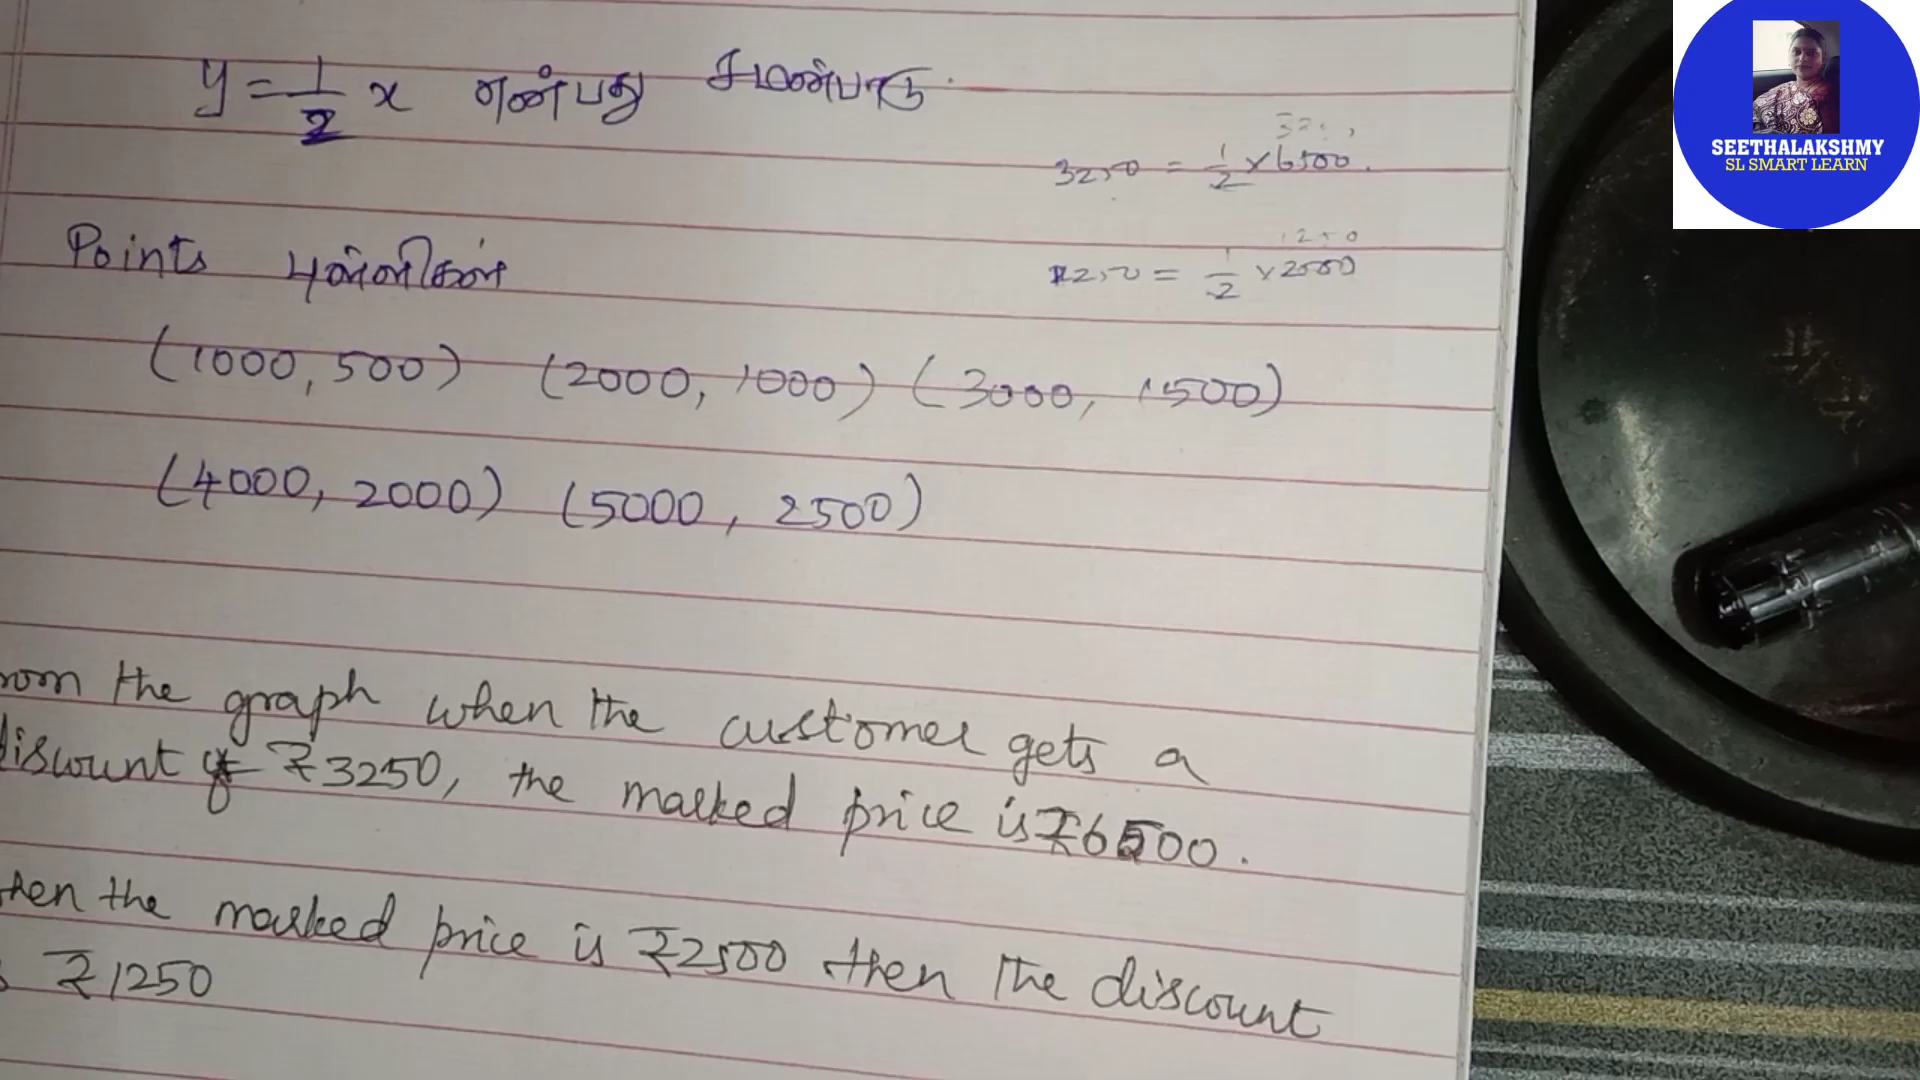 y = 1/2 x என்பது சமன்பாடு.
3250 = 1/2 × 6500.
1250 = 1/2 × 2500
1250
Points புள்ளிகள்
(1000, 500) (2000, 1000) (3000, 1500)
(4000, 2000) (5000, 2500)
rom the graph when the customer gets a
discount of ₹3250, the marked price is ₹6500.
hen the marked price is ₹2500 then the discount
s ₹1250
SEETHALAKSHMY
SL SMART LEARN